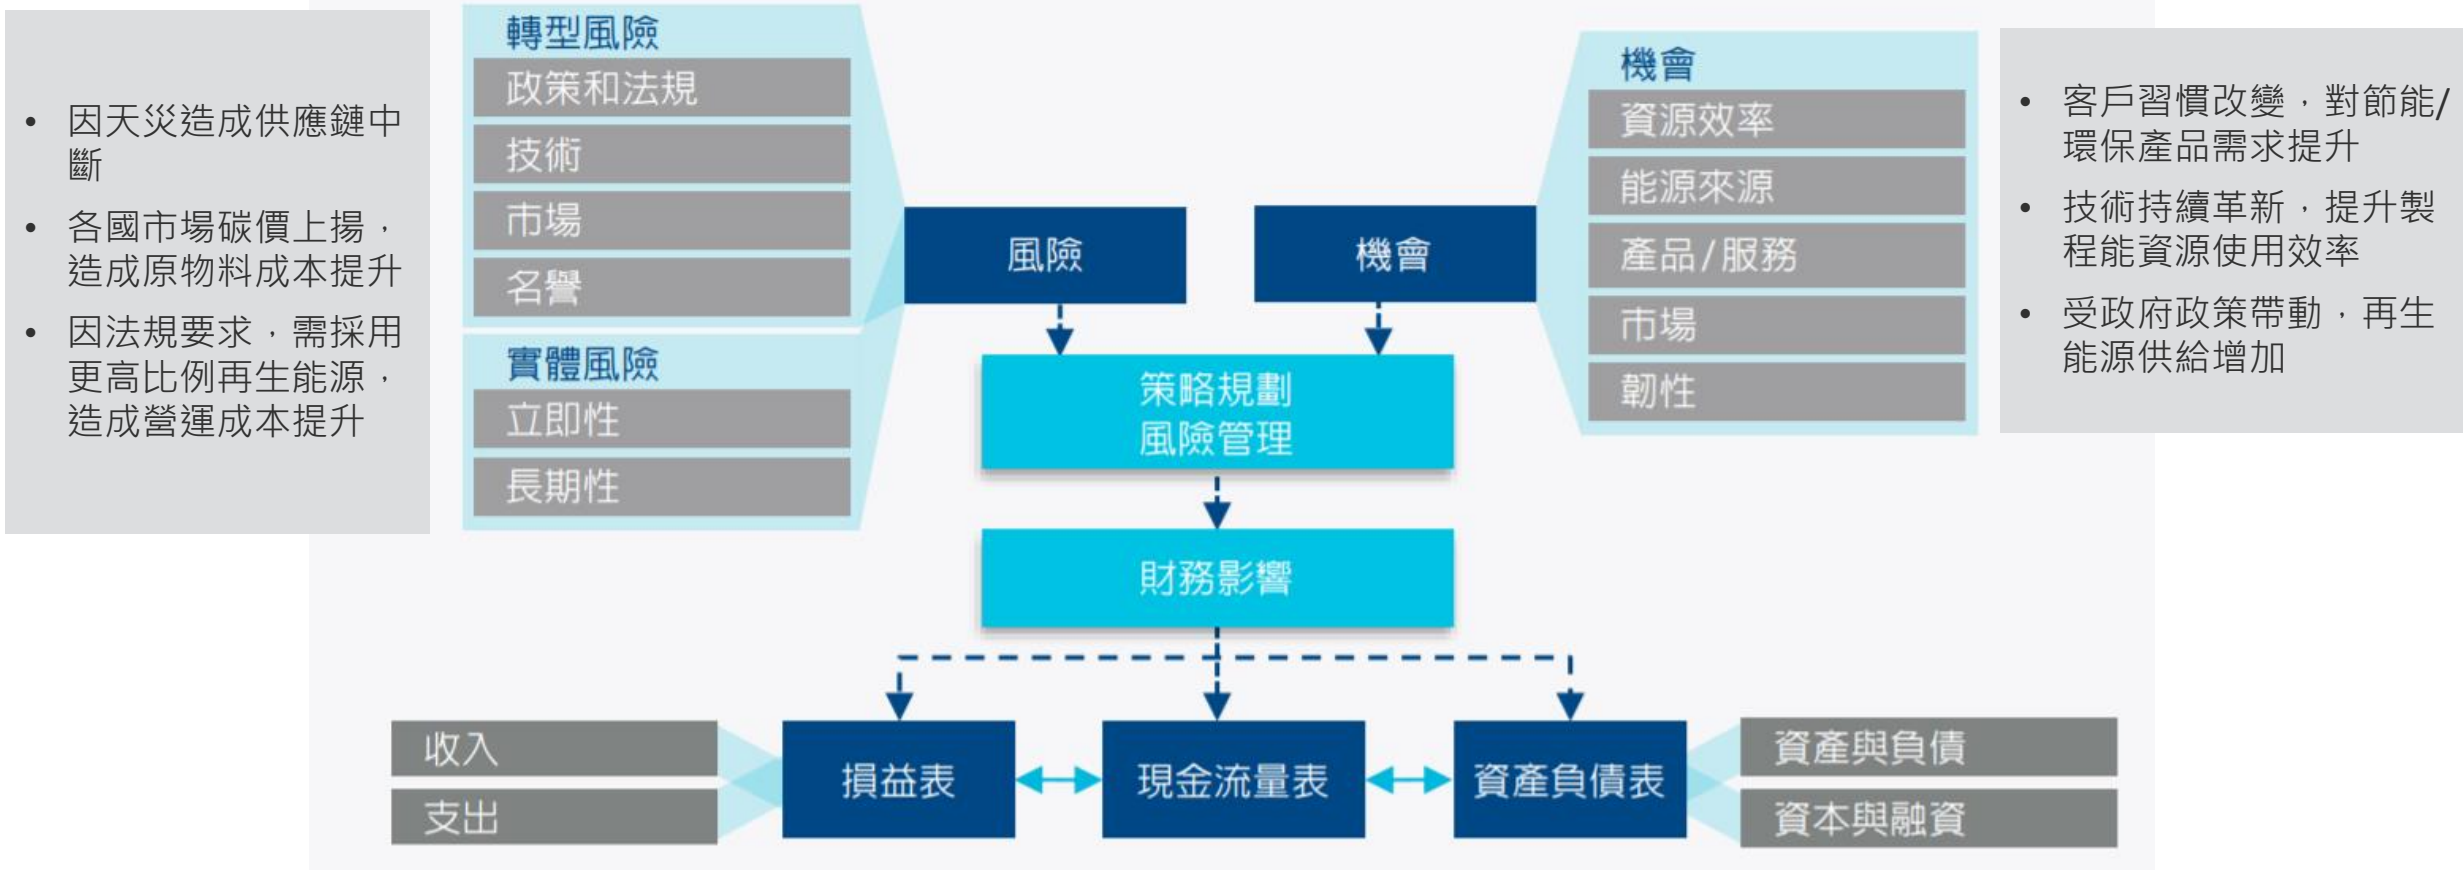 • 因天災造成供應鏈中
斷
• 各國市場碳價上揚，
造成原物料成本提升
• 因法規要求，需採用
更高比例再生能源，
造成營運成本提升
轉型風險
政策和法規
技術
市場
名譽
實體風險
立即性
長期性
風險
機會
策略規劃
風險管理
財務影響
機會
資源效率
能源來源
產品/服務
市場
韌性
• 客戶習慣改變，對節能/
環保產品需求提升
• 技術持續革新，提升製
程能資源使用效率
• 受政府政策帶動，再生
能源供給增加
收入
支出
損益表
現金流量表
資產負債表
資產與負債
資本與融資